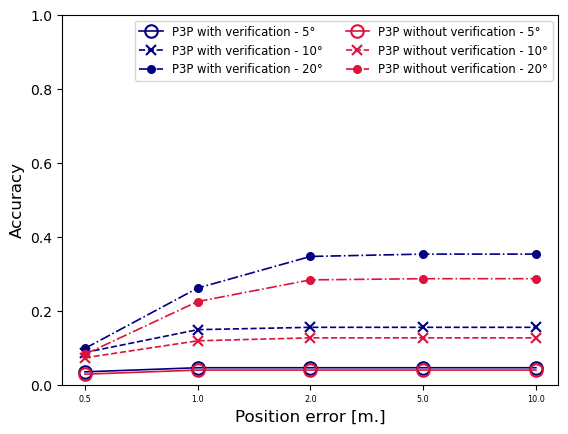 1.0
0.8
0.6
0.4
0.2
0.0
Accuracy
P3P with verification - 5°
P3P with verification - 10°
P3P with verification - 20°
P3P without verification - 5°
P3P without verification - 10°
P3P without verification - 20°
0.5 1.0 2.0 5.0 10.0
Position error [m.]